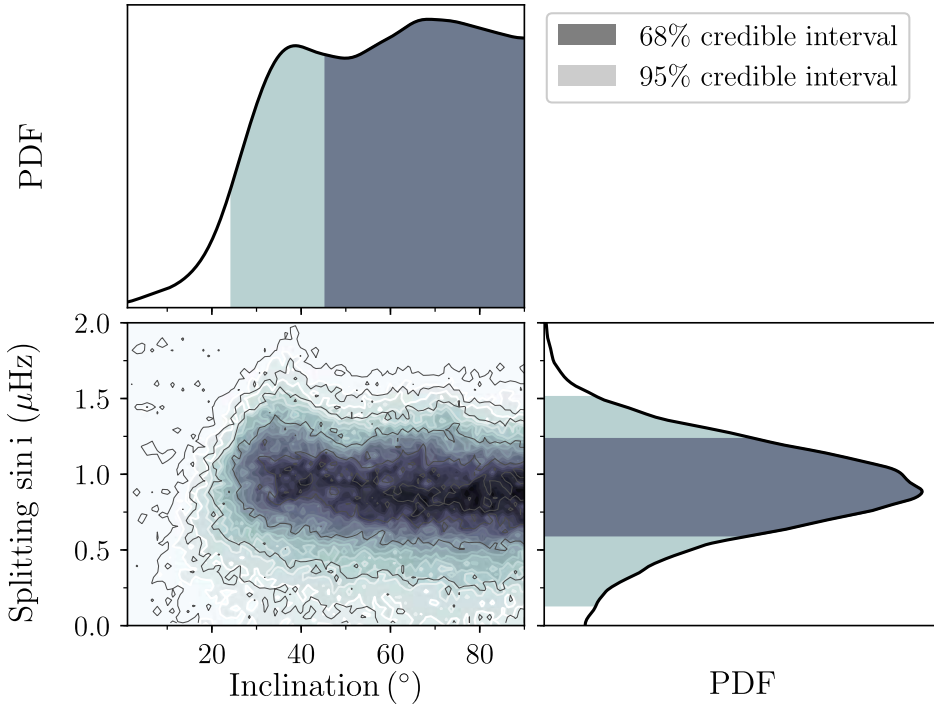 PDF
68% credible interval
95% credible interval
Splitting sin i (μHz)
2.0
1.5
1.0
0.5
0.0
20 40 60 80
Inclination (°)
PDF